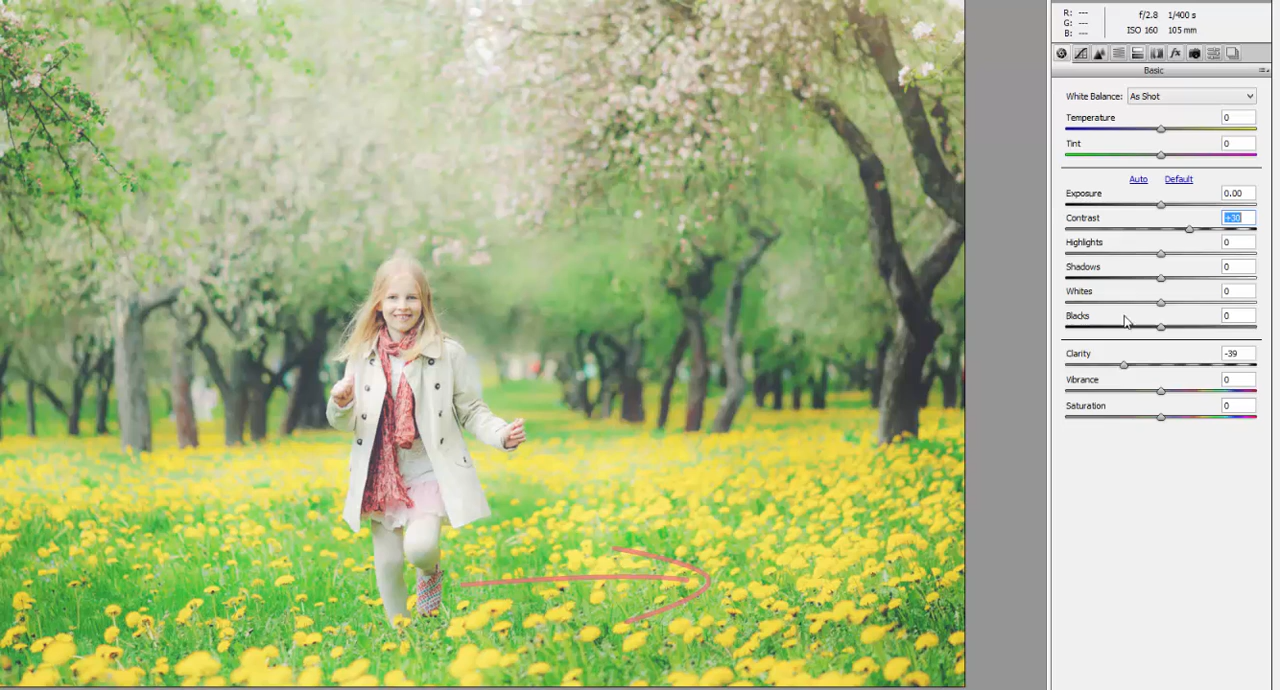 R: ---
G: ---
B: ---
f/2.8 1/400 s
ISO 160 105 mm
fx
Basic
White Balance: As Shot
Temperature 0
Tint 0
Auto Default
Exposure 0.00
Contrast +30
Highlights 0
Shadows 0
Whites 0
Blacks 0
Clarity -39
Vibrance 0
Saturation 0